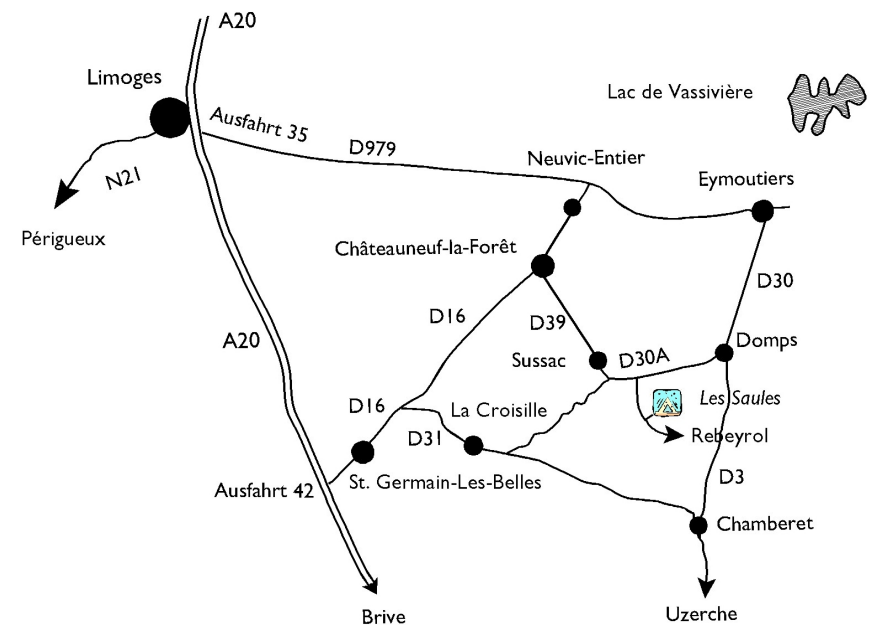 A20
Limoges
Lac de Vassivière
Ausfahrt 35
D979
Neuvic-Entier
N21
Eymoutiers
Périgueux
Châteauneuf-la-Forêt
D30
D16
D39
A20
Domps
Sussac
D30A
Les Saules
D16
La Croisille
D31
Rebeyrol
St. Germain-Les-Belles
D3
Ausfahrt 42
Chamberet
Brive
Uzerche